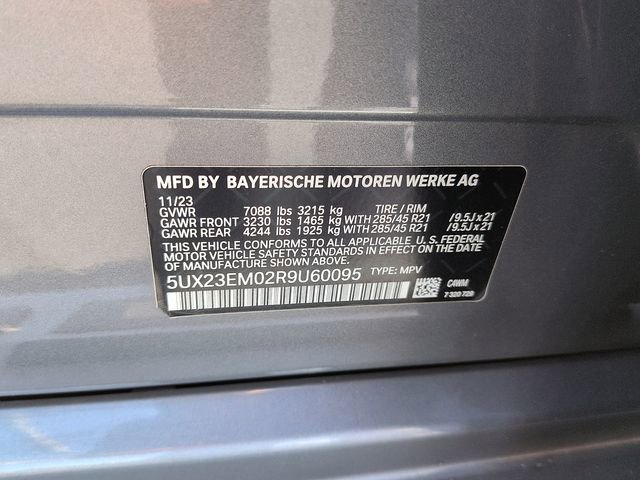 MFD BY BAYERISCHE MOTOREN WERKE AG
11/23
GVWR 7088 lbs 3215 kg TIRE / RIM
GAWR FRONT 3230 lbs 1465 kg WITH 285/45 R21 /9.5J x 21
GAWR REAR 4244 lbs 1925 kg WITH 285/45 R21 /9.5J x 21
THIS VEHICLE CONFORMS TO ALL APPLICABLE U.S. FEDERAL
MOTOR VEHICLE SAFETY STANDARDS IN EFFECT ON THE DATE
OF MANUFACTURE SHOWN ABOVE.
5UX23EM02R9U60095 TYPE: MPV
C4WM
7 320 729